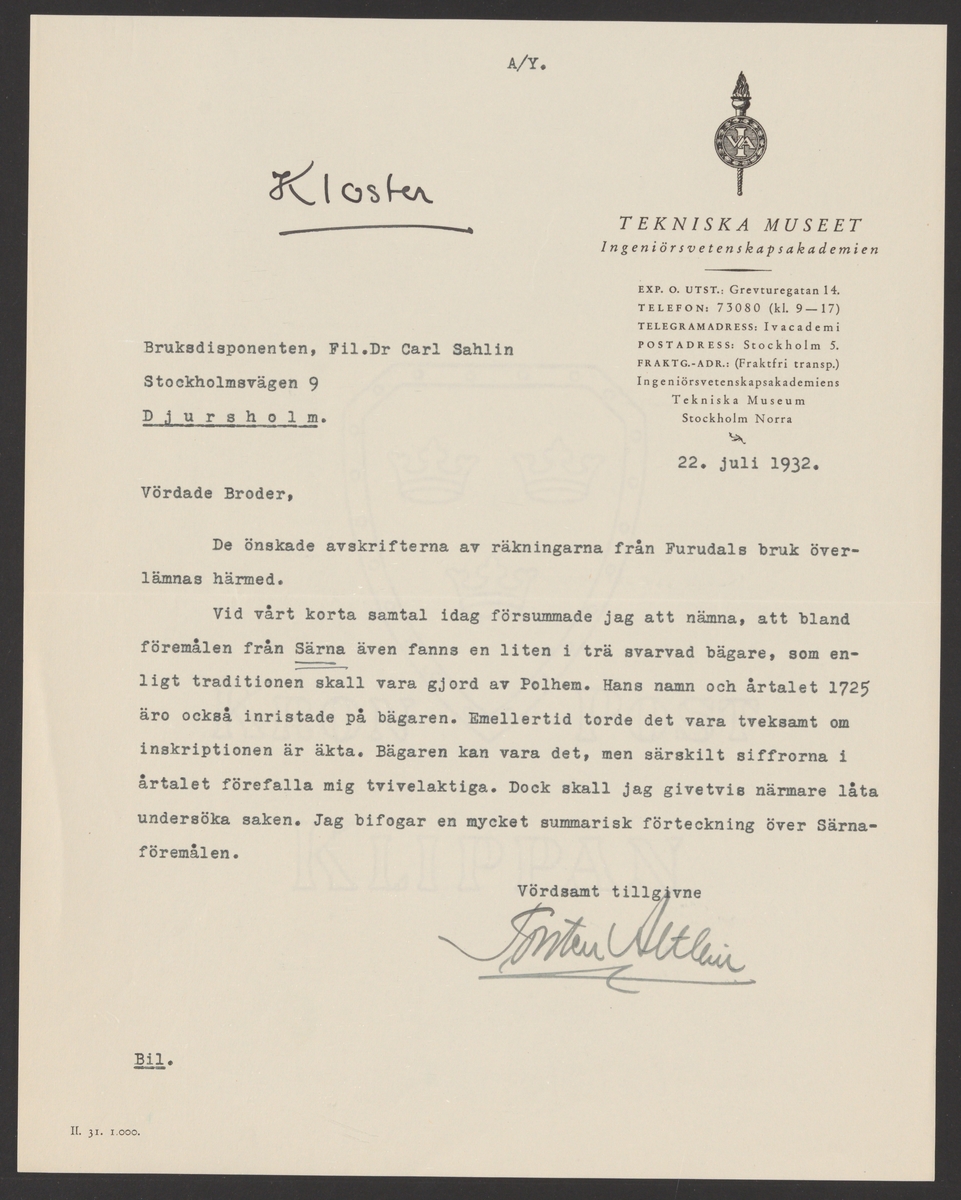 A/Y.
IVA
Kloster
TEKNISKA MUSEET
Ingeniörsvetenskapsakademien
EXP. O. UTST.: Grevturegatan 14.
TELEFON: 73080 (kl. 9—17)
TELEGRAMADRESS: Ivacademi
POSTADRESS: Stockholm 5.
FRAKTG.-ADR.: (Fraktfri transp.)
Ingeniörsvetenskapsakademiens
Tekniska Museum
Stockholm Norra
Bruksdisponenten, Fil.Dr Carl Sahlin
Stockholmsvägen 9
Djursholm.
22. juli 1932.
Vördade Broder,
De önskade avskrifterna av räkningarna från Furudals bruk över-
lämnas härmed.
Vid vårt korta samtal idag försummade jag att nämna, att bland
föremålen från Särna även fanns en liten i trä svarvad bägare, som en-
ligt traditionen skall vara gjord av Polhem. Hans namn och årtalet 1725
äro också inristade på bägaren. Emellertid torde det vara tveksamt om
inskriptionen är äkta. Bägaren kan vara det, men särskilt siffrorna i
årtalet förefalla mig tvivelaktiga. Dock skall jag givetvis närmare låta
undersöka saken. Jag bifogar en mycket summarisk förteckning över Särna-
föremålen.
KLIPPAN
Vördsamt tillgivne
Torsten Althin
Bil.
II. 31. 1.000.